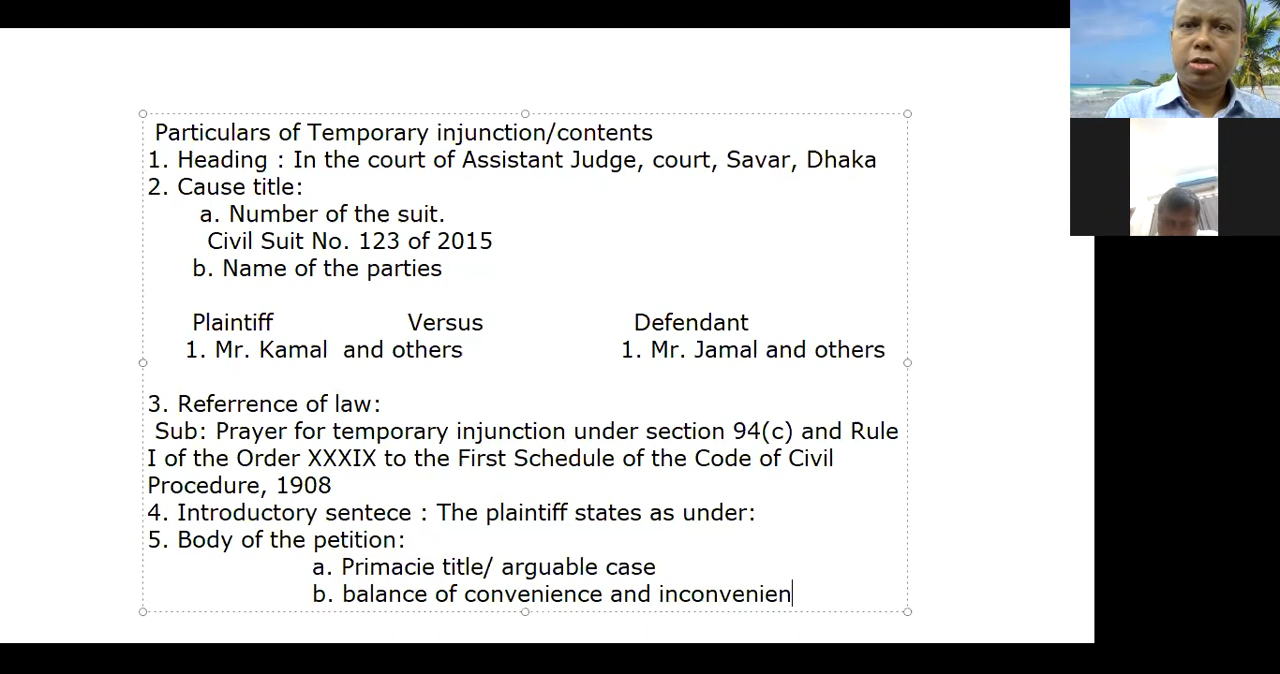 Particulars of Temporary injunction/contents
1. Heading : In the court of Assistant Judge, court, Savar, Dhaka
2. Cause title:
a. Number of the suit.
Civil Suit No. 123 of 2015
b. Name of the parties
Plaintiff Versus Defendant
1. Mr. Kamal and others 1. Mr. Jamal and others
3. Referrence of law:
Sub: Prayer for temporary injunction under section 94(c) and Rule
I of the Order XXXIX to the First Schedule of the Code of Civil
Procedure, 1908
4. Introductory sentece : The plaintiff states as under:
5. Body of the petition:
a. Primacie title/ arguable case
b. balance of convenience and inconvenien